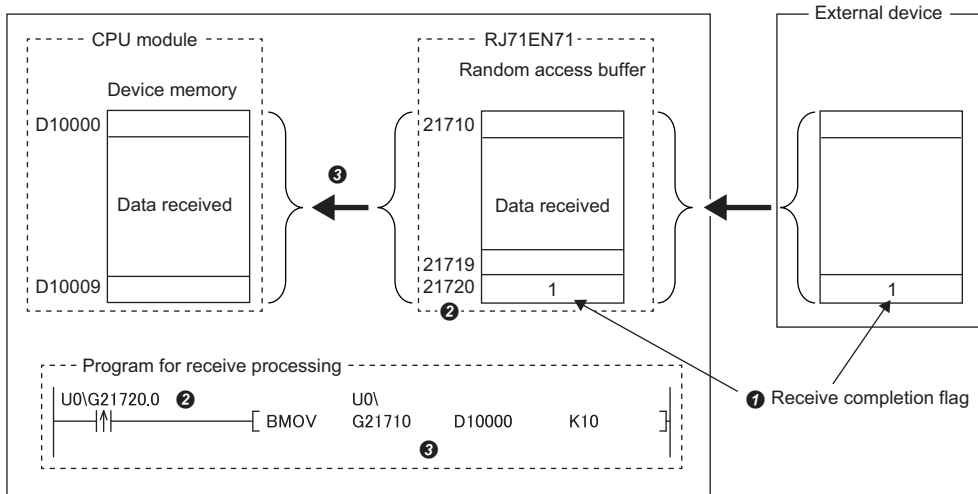 External device
CPU module
RJ71EN71
Random access buffer
Device memory
D10000
21710
❸
Data received
Data received
21719
D10009
21720
1
1
❷
Program for receive processing
U0\G21720.0 ❷ U0\
BMOV G21710 D10000 K10
❸
❶ Receive completion flag